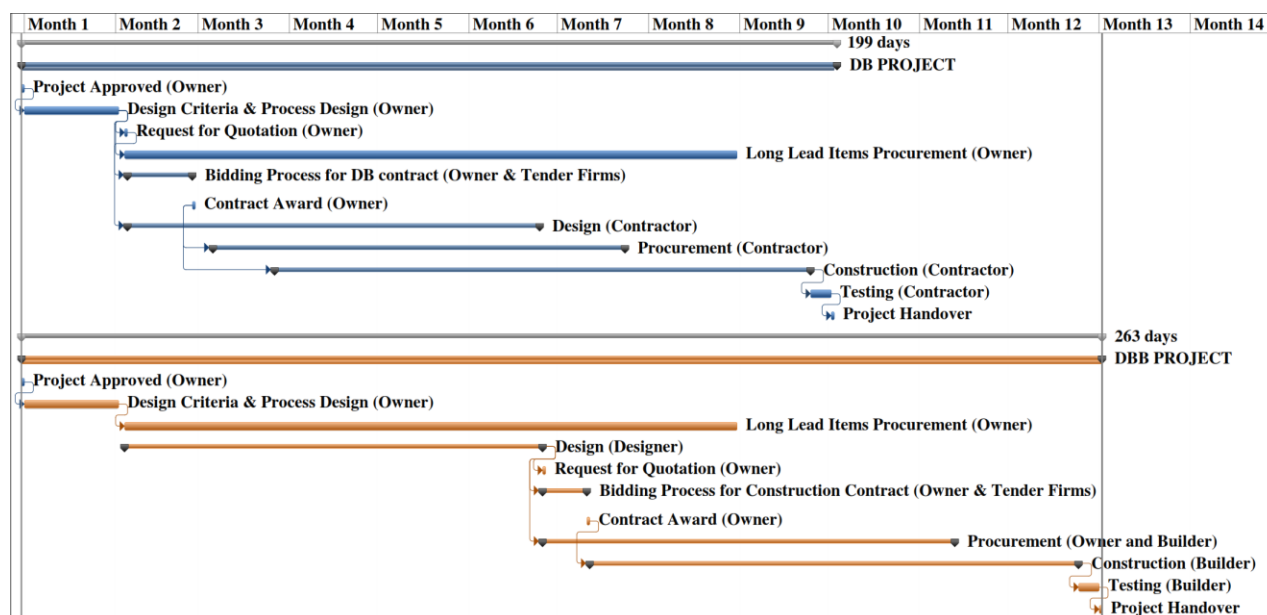 Month 1 Month 2 Month 3 Month 4 Month 5 Month 6 Month 7 Month 8 Month 9 Month 10 Month 11 Month 12 Month 13 Month 14
199 days
DB PROJECT
Project Approved (Owner)
Design Criteria & Process Design (Owner)
Request for Quotation (Owner)
Long Lead Items Procurement (Owner)
Bidding Process for DB contract (Owner & Tender Firms)
Contract Award (Owner)
Design (Contractor)
Procurement (Contractor)
Construction (Contractor)
Testing (Contractor)
Project Handover
263 days
DBB PROJECT
Project Approved (Owner)
Design Criteria & Process Design (Owner)
Long Lead Items Procurement (Owner)
Design (Designer)
Request for Quotation (Owner)
Bidding Process for Construction Contract (Owner & Tender Firms)
Contract Award (Owner)
Procurement (Owner and Builder)
Construction (Builder)
Testing (Builder)
Project Handover